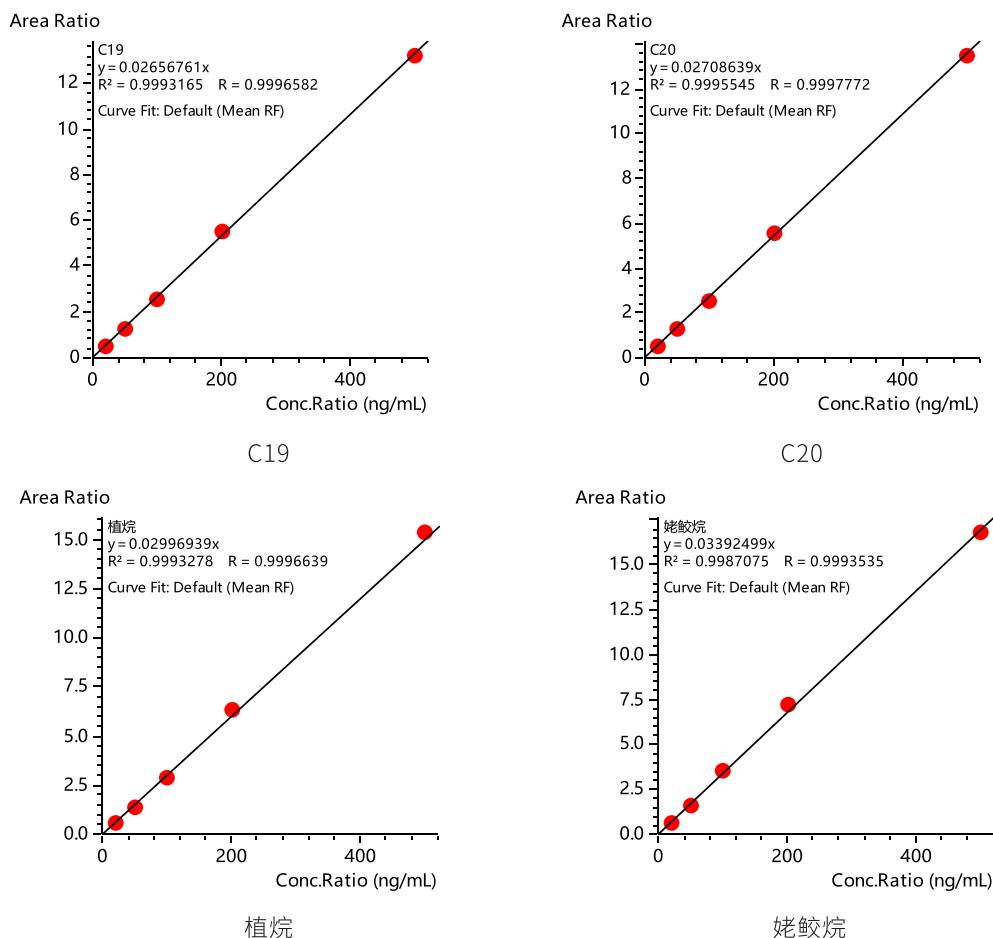 Area Ratio
C19
y = 0.02656761x
R² = 0.9993165 R = 0.9996582
Curve Fit: Default (Mean RF)
12
10
8
6
4
2
0
0 200 400
Conc.Ratio (ng/mL)
C19
Area Ratio
C20
y = 0.02708639x
R² = 0.9995545 R = 0.9997772
Curve Fit: Default (Mean RF)
12
10
8
6
4
2
0
0 200 400
Conc.Ratio (ng/mL)
C20
Area Ratio
植烷
y = 0.02996939x
R² = 0.9993278 R = 0.9996639
Curve Fit: Default (Mean RF)
15.0
12.5
10.0
7.5
5.0
2.5
0.0
0 200 400
Conc.Ratio (ng/mL)
植烷
Area Ratio
姥鲛烷
y = 0.03392499x
R² = 0.9987075 R = 0.9993535
Curve Fit: Default (Mean RF)
15.0
12.5
10.0
7.5
5.0
2.5
0.0
0 200 400
Conc.Ratio (ng/mL)
姥鲛烷